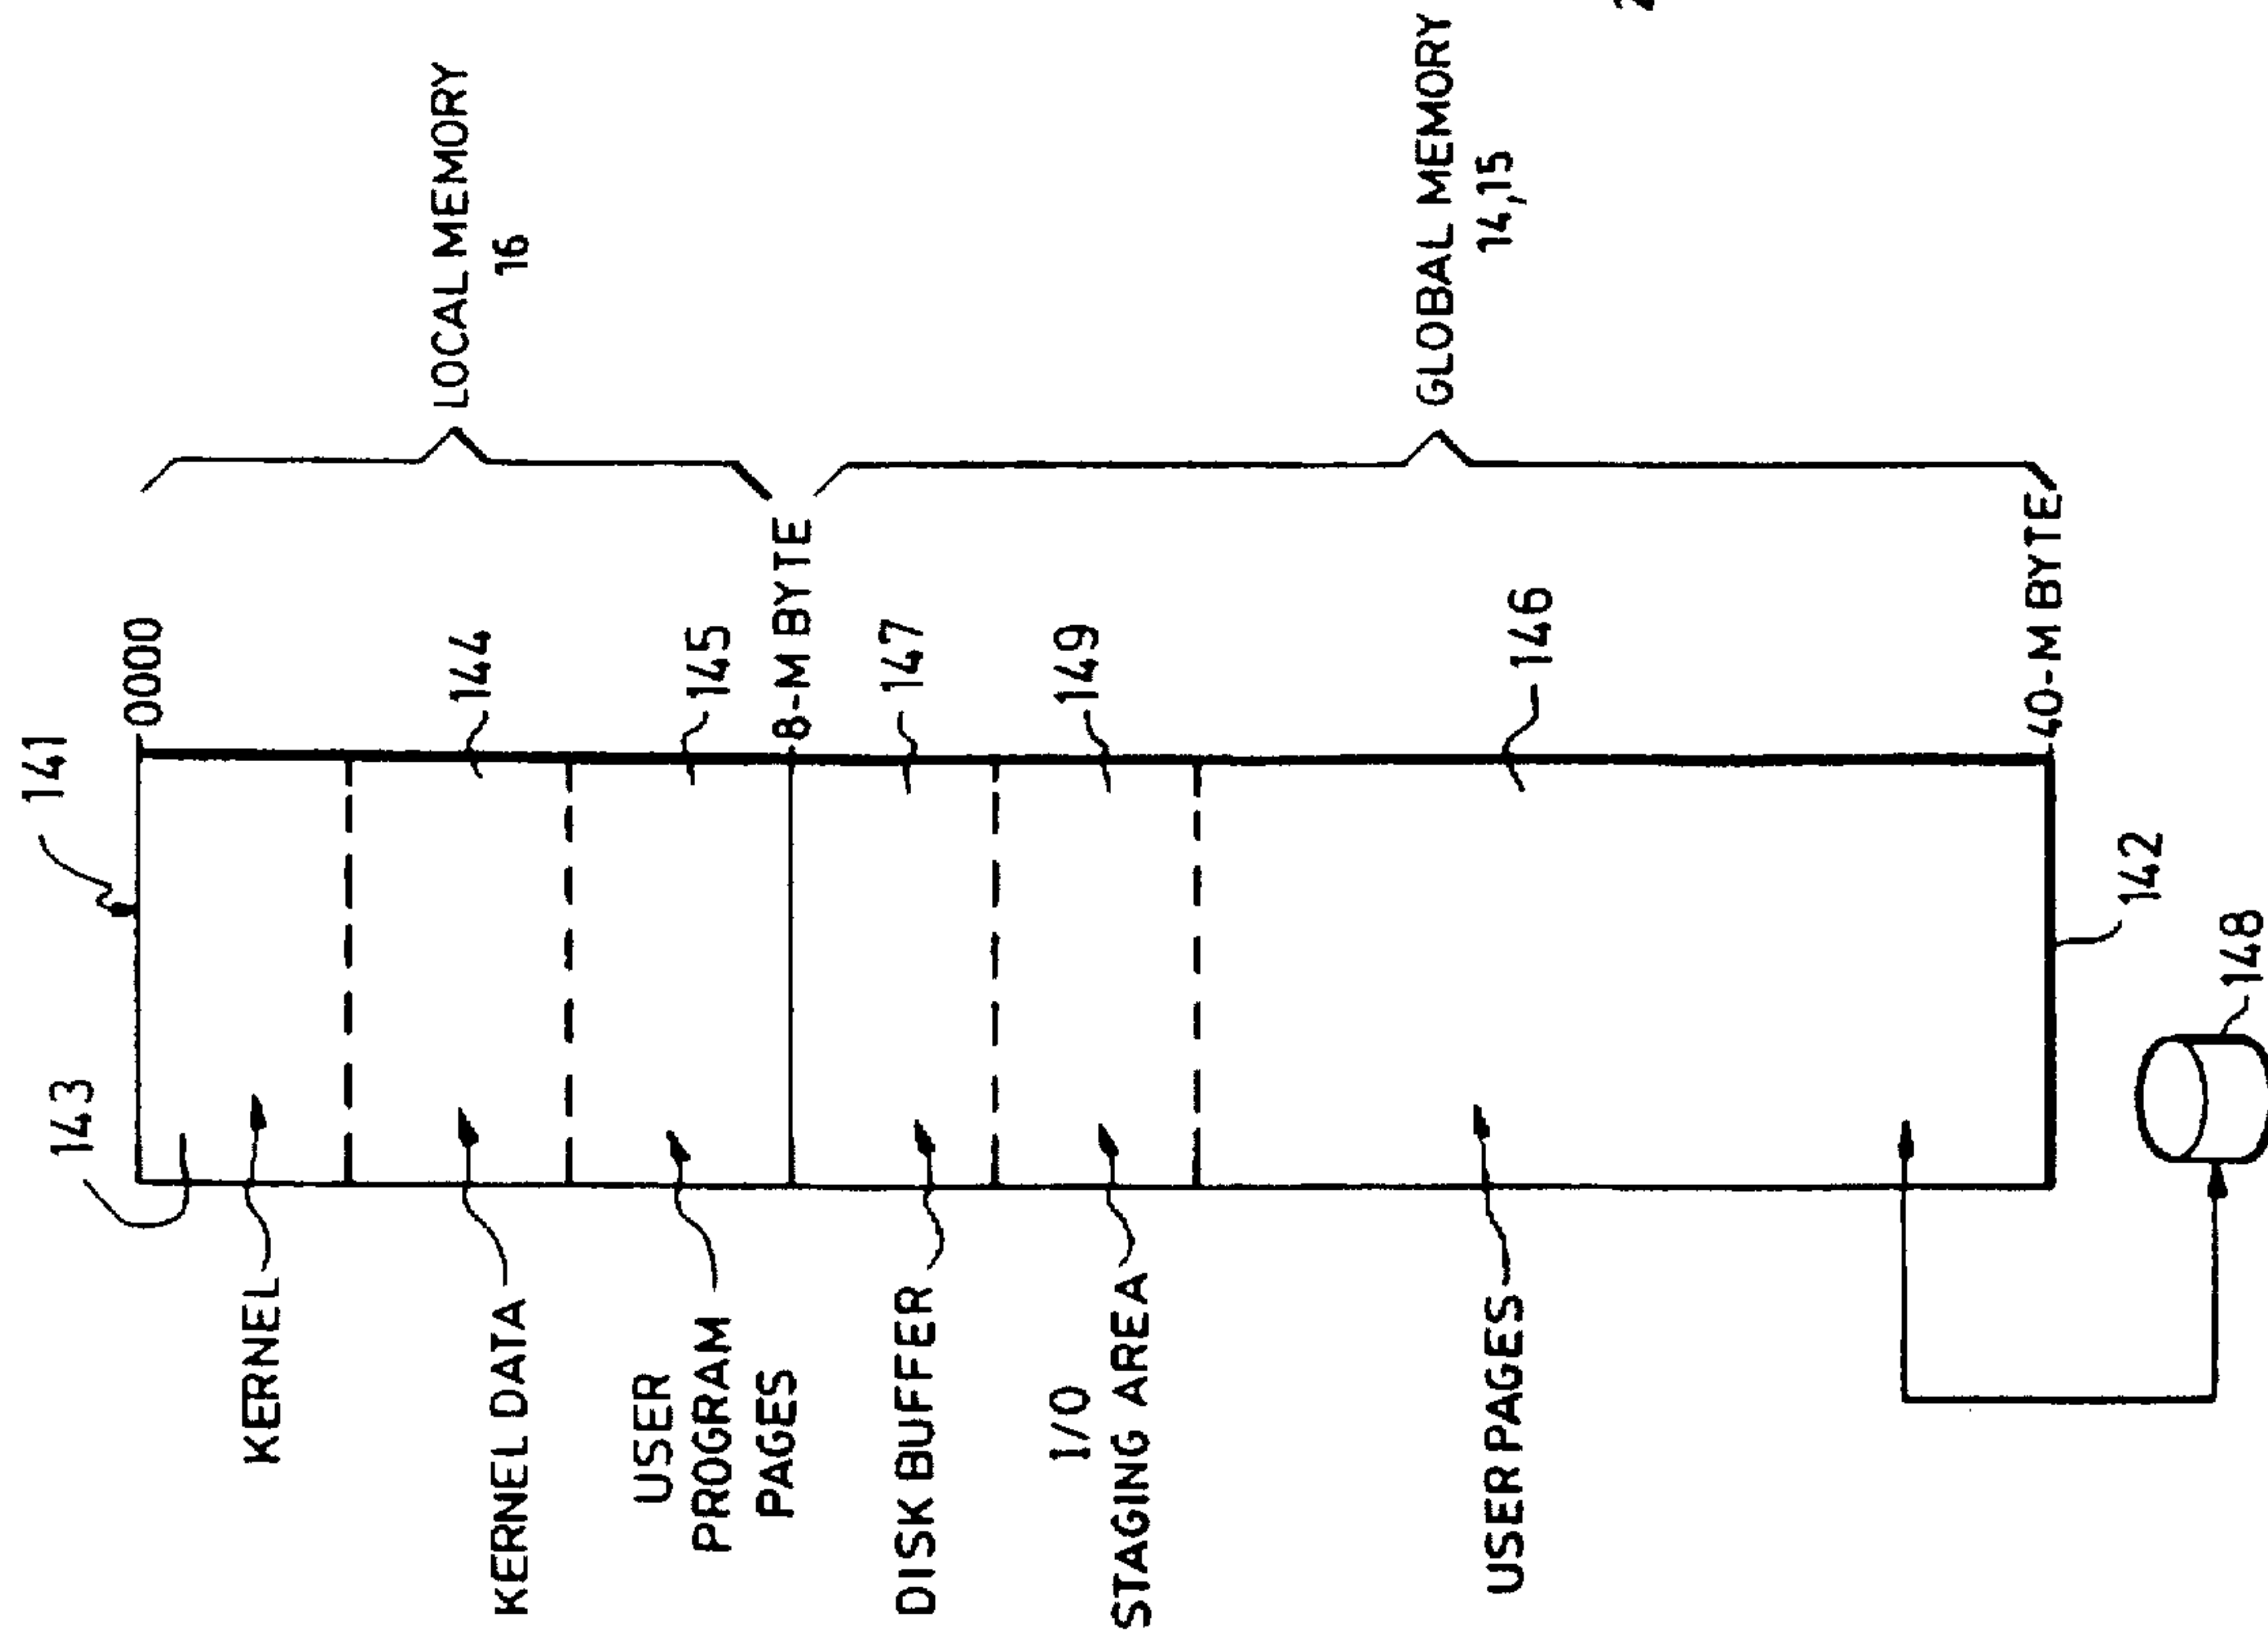 141
143
0000
KERNEL
144
KERNEL DATA
LOCAL MEMORY
16
USER
PROGRAM
PAGES
145
8-M BYTE
DISK BUFFER
147
I/O
STAGING AREA
149
GLOBAL MEMORY
14,15
USER PAGES
146
40-M BYTE
142
148